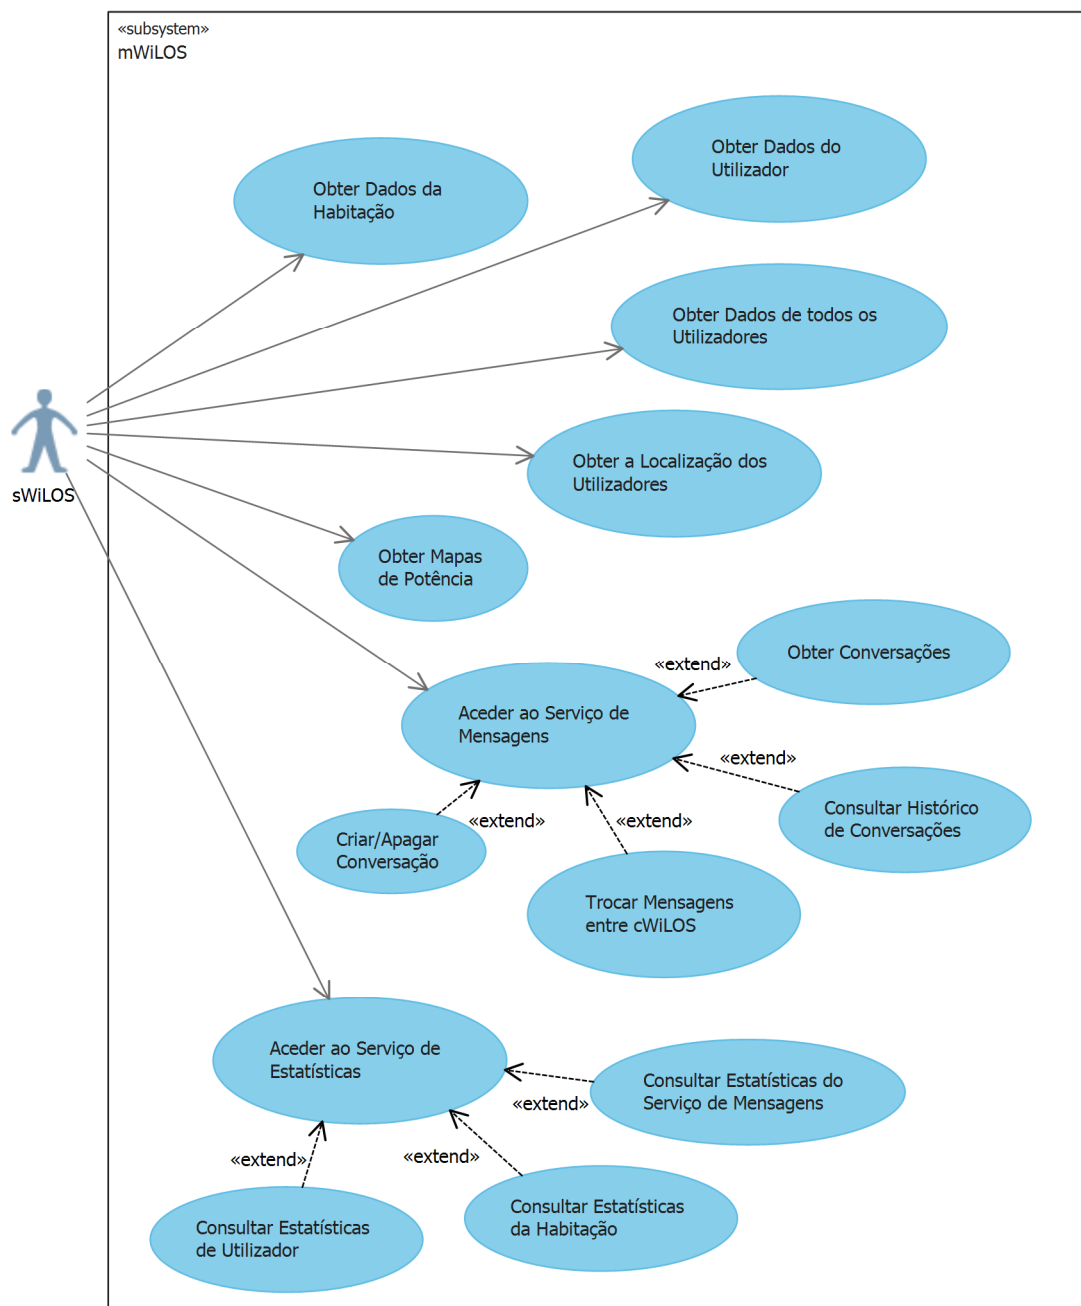 «subsystem»
mWiLOS
Obter Dados do
Utilizador
Obter Dados da
Habitação
Obter Dados de todos os
Utilizadores
Obter a Localização dos
Utilizadores
sWiLOS
Obter Mapas
de Potência
Obter Conversações
«extend»
Aceder ao Serviço de
Mensagens
«extend»
Consultar Histórico
de Conversações
«extend»
«extend»
Criar/Apagar
Conversação
Trocar Mensagens
entre cWiLOS
Aceder ao Serviço de
Estatísticas
Consultar Estatísticas do
Serviço de Mensagens
«extend»
«extend»
«extend»
Consultar Estatísticas
da Habitação
Consultar Estatísticas
de Utilizador